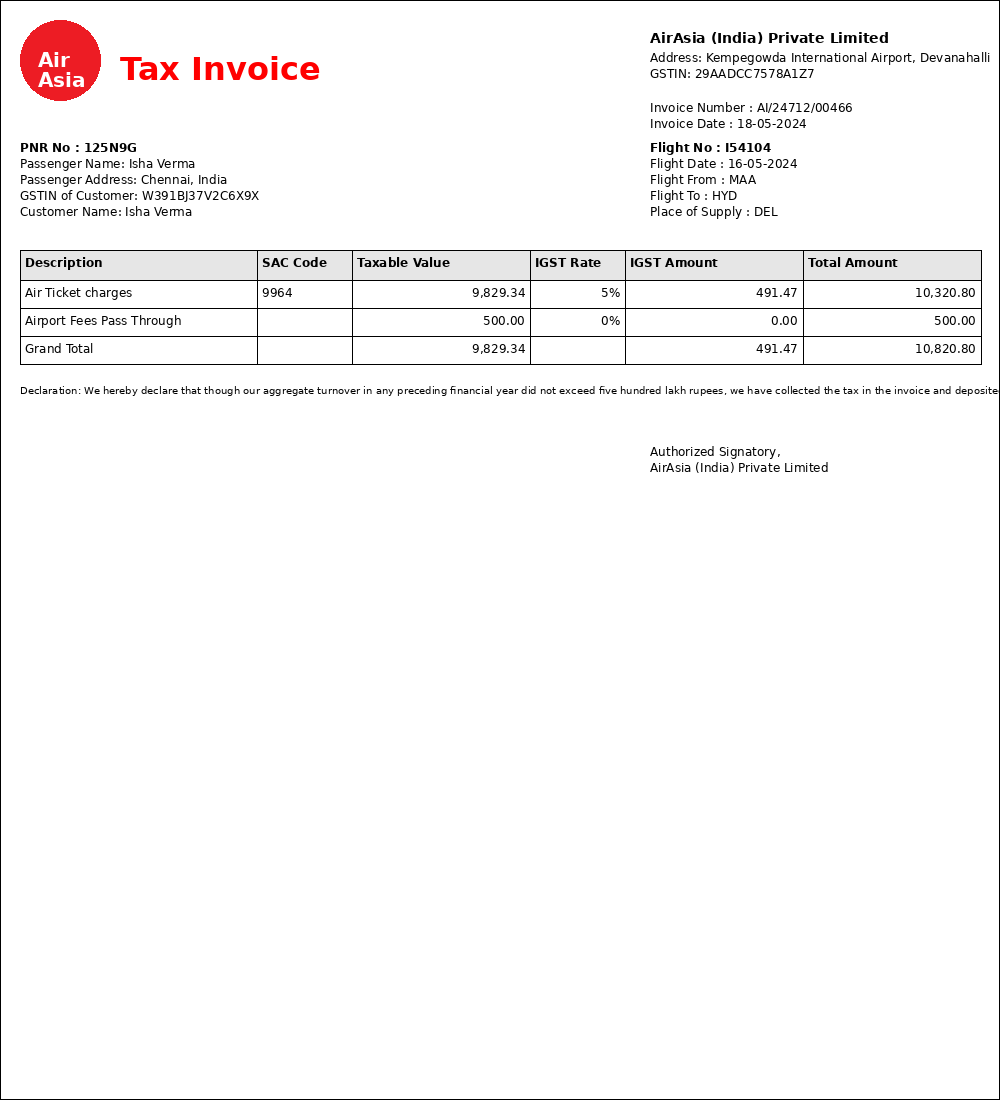 Air
Asia
Tax Invoice
AirAsia (India) Private Limited
Address: Kempegowda International Airport, Devanahalli
GSTIN: 29AADCC7578A1Z7
Invoice Number : AI/24712/00466
Invoice Date : 18-05-2024
PNR No : 125N9G
Passenger Name: Isha Verma
Passenger Address: Chennai, India
GSTIN of Customer: W391BJ37V2C6X9X
Customer Name: Isha Verma
Flight No : I54104
Flight Date : 16-05-2024
Flight From : MAA
Flight To : HYD
Place of Supply : DEL
Description SAC Code Taxable Value IGST Rate IGST Amount Total Amount
Air Ticket charges 9964 9,829.34 5% 491.47 10,320.80
Airport Fees Pass Through 500.00 0% 0.00 500.00
Grand Total 9,829.34 491.47 10,820.80
Declaration: We hereby declare that though our aggregate turnover in any preceding financial year did not exceed five hundred lakh rupees, we have collected the tax in the invoice and deposite
Authorized Signatory,
AirAsia (India) Private Limited